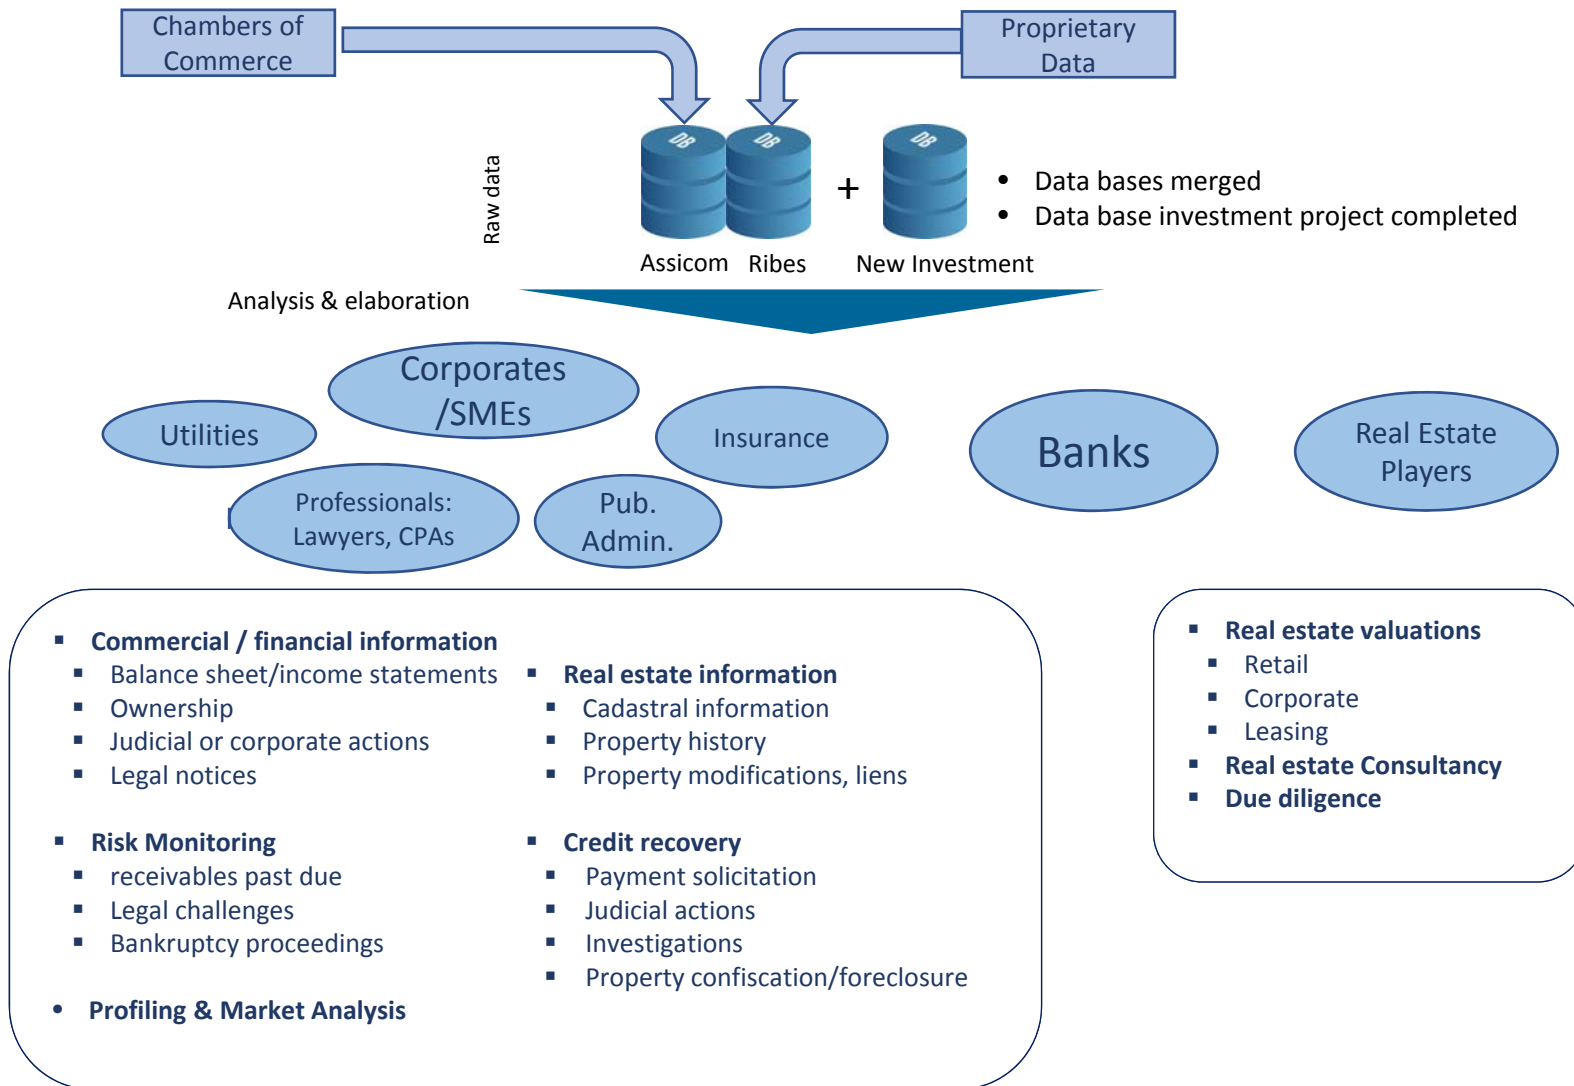 Chambers of
Commerce
Proprietary
Data
DB
DB
DB
Raw data
+
• Data bases merged
• Data base investment project completed
Assicom
Ribes
New Investment
Analysis & elaboration
Corporates
/SMEs
Utilities
Insurance
Banks
Real Estate
Players
Professionals:
Lawyers, CPAs
Pub.
Admin.
▪ Commercial / financial information
▪ Balance sheet/income statements
▪ Ownership
▪ Judicial or corporate actions
▪ Legal notices
▪ Real estate information
▪ Cadastral information
▪ Property history
▪ Property modifications, liens
▪ Risk Monitoring
▪ receivables past due
▪ Legal challenges
▪ Bankruptcy proceedings
▪ Credit recovery
▪ Payment solicitation
▪ Judicial actions
▪ Investigations
▪ Property confiscation/foreclosure
• Profiling & Market Analysis
▪ Real estate valuations
▪ Retail
▪ Corporate
▪ Leasing
▪ Real estate Consultancy
▪ Due diligence